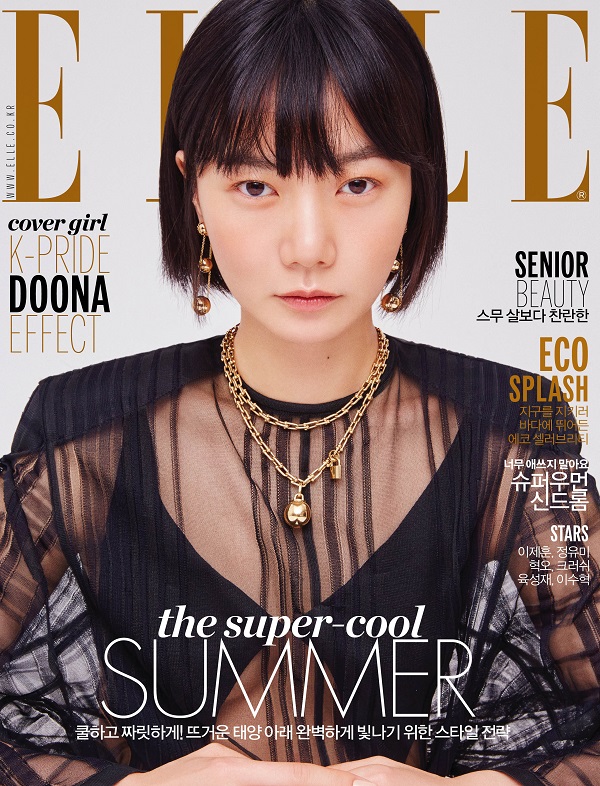 ELLE
®
WWW.ELLE.CO.KR
cover girl
K-PRIDE
DOONA
EFFECT
SENIOR
BEAUTY
스무 살보다 찬란한
ECO
SPLASH
지구를 지키러
바다에 뛰어든
에코 셀러브리티
너무 애쓰지 말아요
슈퍼우먼
신드롬
STARS
이제훈, 정유미
혁오, 크러쉬
육성재, 이수혁
the super-cool
SUMMER
쿨하고 짜릿하게! 뜨거운 태양 아래 완벽하게 빛나기 위한 스타일 전략